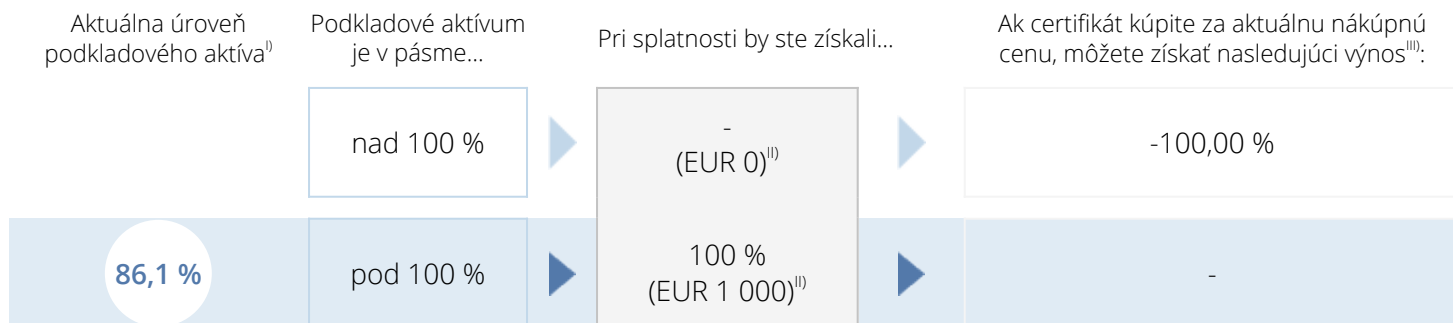 Aktuálna úroveň
podkladového aktíva^I)
Podkladové aktívum
je v pásme...
Pri splatnosti by ste získali...
Ak certifikát kúpite za aktuálnu nákúpnú
cenu, môžete získať nasledujúci výnos^III):
nad 100 %
-
(EUR 0)^II)
-100,00 %
86,1 %
pod 100 %
100 %
(EUR 1 000)^II)
-